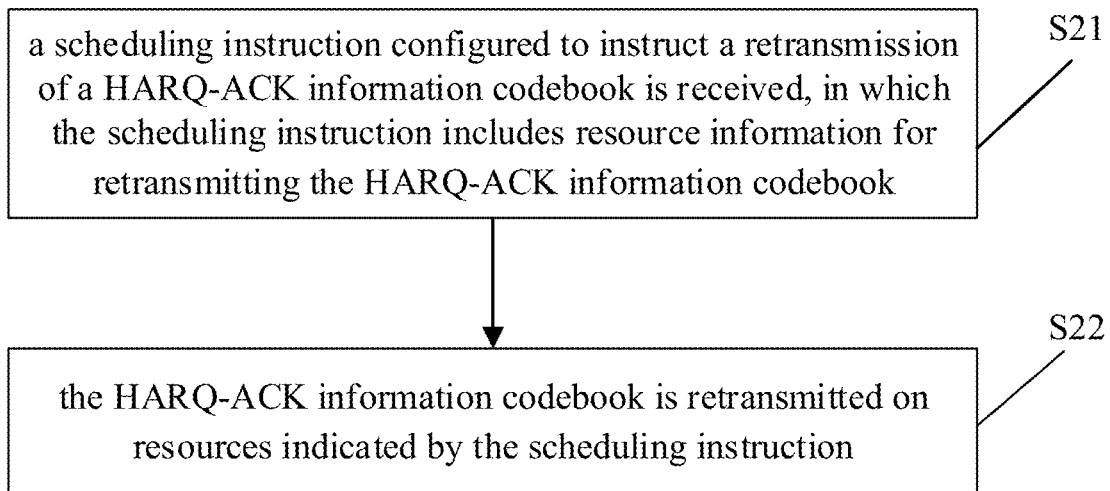 a scheduling instruction configured to instruct a retransmission
of a HARQ-ACK information codebook is received, in which
the scheduling instruction includes resource information for
retransmitting the HARQ-ACK information codebook
S21
the HARQ-ACK information codebook is retransmitted on
resources indicated by the scheduling instruction
S22